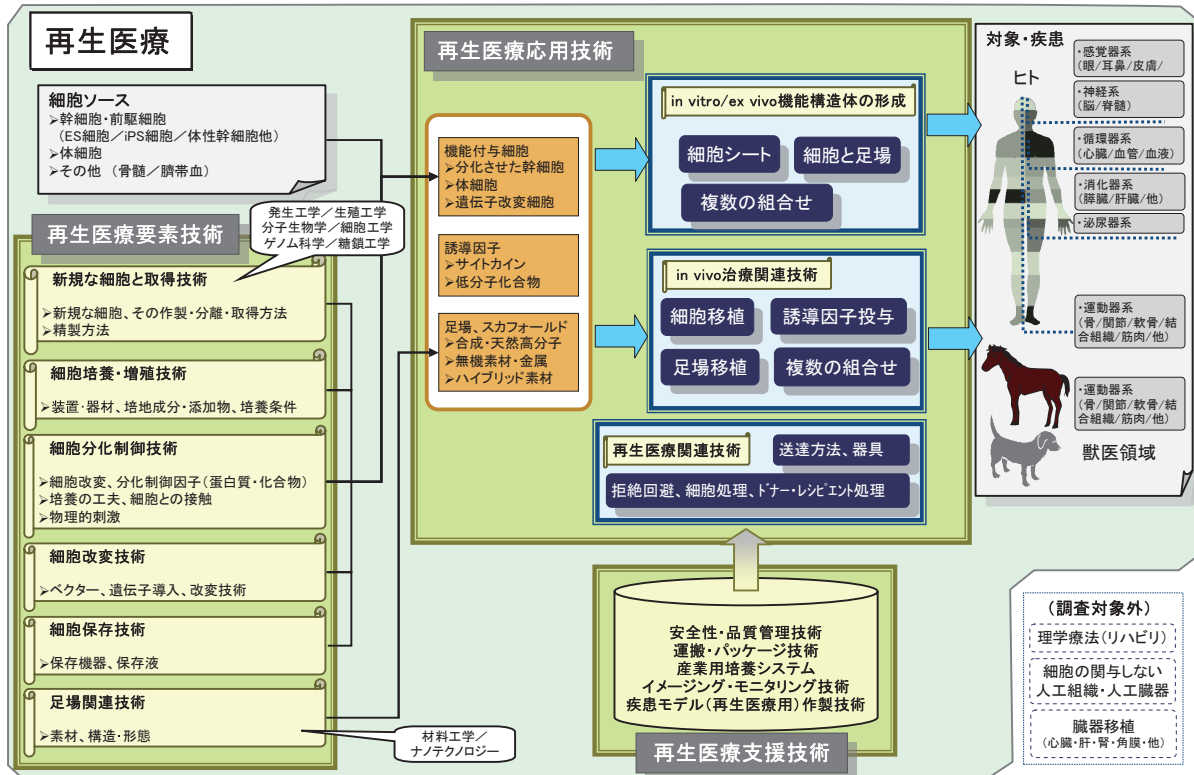 再生医療
細胞ソース
➢幹細胞・前駆細胞
（ES細胞／iPS細胞／体性幹細胞他）
➢体細胞
➢その他 （骨髄／臍帯血）
再生医療要素技術
発生工学／生殖工学
分子生物学／細胞工学
ゲノム科学／糖鎖工学
新規な細胞と取得技術
➢新規な細胞、その作製・分離・取得方法
➢精製方法
細胞培養・増殖技術
➢装置・器材、培地成分・添加物、培養条件
細胞分化制御技術
➢細胞改変、分化制御因子（蛋白質・化合物）
➢培養の工夫、細胞との接触
➢物理的刺激
細胞改変技術
➢ベクター、遺伝子導入、改変技術
細胞保存技術
➢保存機器、保存液
足場関連技術
➢素材、構造・形態
材料工学／
ナノテクノロジー
再生医療応用技術
機能付与細胞
➢分化させた幹細胞
➢体細胞
➢遺伝子改変細胞
誘導因子
➢サイトカイン
➢低分子化合物
足場、スカフォールド
➢合成・天然高分子
➢無機素材・金属
➢ハイブリッド素材
in vitro/ex vivo機能構造体の形成
細胞シート
細胞と足場
複数の組合せ
in vivo治療関連技術
細胞移植
誘導因子投与
足場移植
複数の組合せ
再生医療関連技術
送達方法、器具
拒絶回避、細胞処理、ドナー・レシピエント処理
安全性・品質管理技術
運搬・パッケージ技術
産業用培養システム
イメージング・モニタリング技術
疾患モデル（再生医療用）作製技術
再生医療支援技術
対象・疾患
ヒト
・感覚器系
（眼/耳鼻/皮膚/
・神経系
（脳/脊髄）
・循環器系
（心臓/血管/血液）
・消化器系
（膵臓/肝臓/他）
・泌尿器系
・運動器系
（骨/関節/軟骨/結
合組織/筋肉/他）
・運動器系
（骨/関節/軟骨/結
合組織/筋肉/他）
獣医領域
（調査対象外）
理学療法（リハビリ）
細胞の関与しない
人工組織・人工臓器
臓器移植
（心臓・肝・腎・角膜・他）